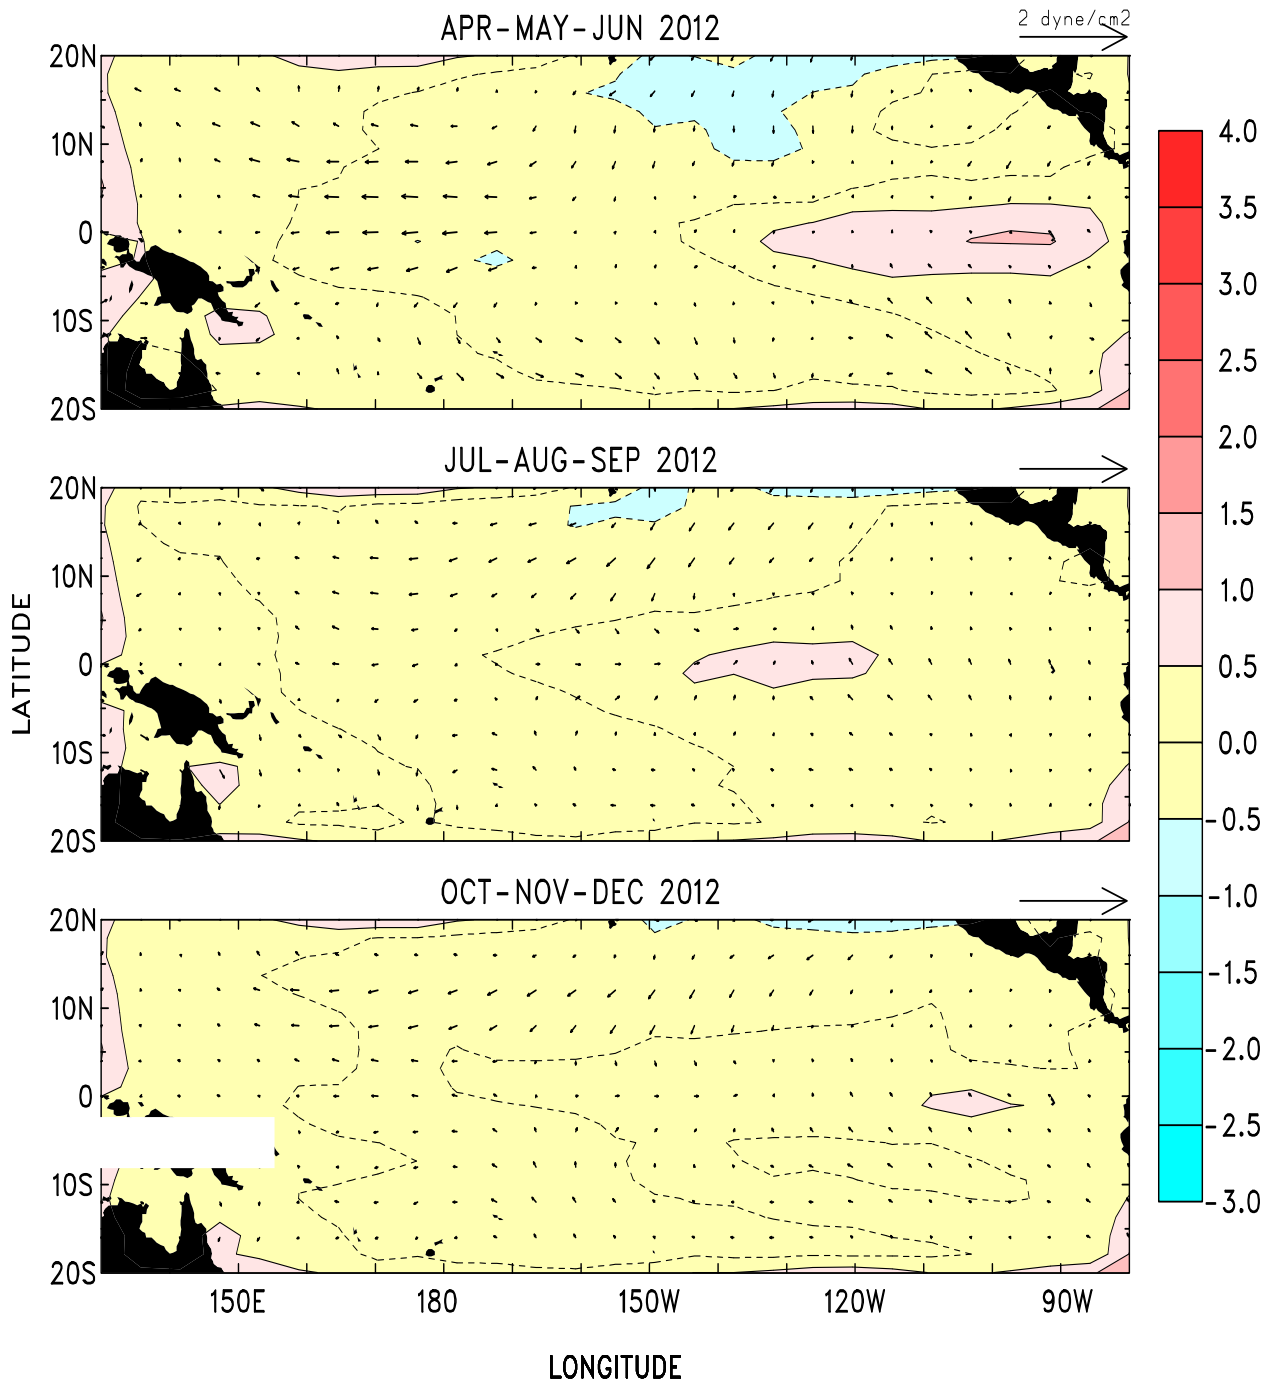 APR-MAY-JUN 2012
2 dyne/cm2
20N
10N
0
10S
20S
JUL-AUG-SEP 2012
20N
10N
0
10S
20S
LATITUDE
OCT-NOV-DEC 2012
20N
10N
0
10S
20S
150E
180
150W
120W
90W
LONGITUDE
4.0
3.5
3.0
2.5
2.0
1.5
1.0
0.5
0.0
-0.5
-1.0
-1.5
-2.0
-2.5
-3.0